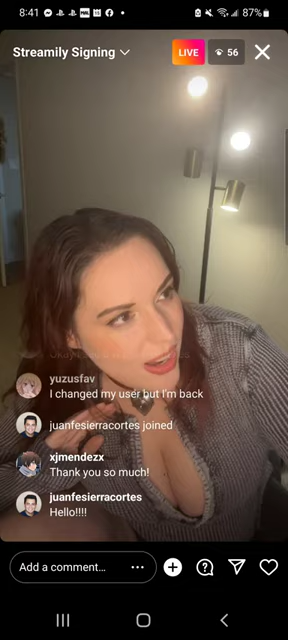 8:41
87%
Streamily Signing
LIVE
56
yuzusfav
I changed my user but I'm back
juanfesierracortes joined
xjmendezx
Thank you so much!
juanfesierracortes
Hello!!!!
Add a comment...